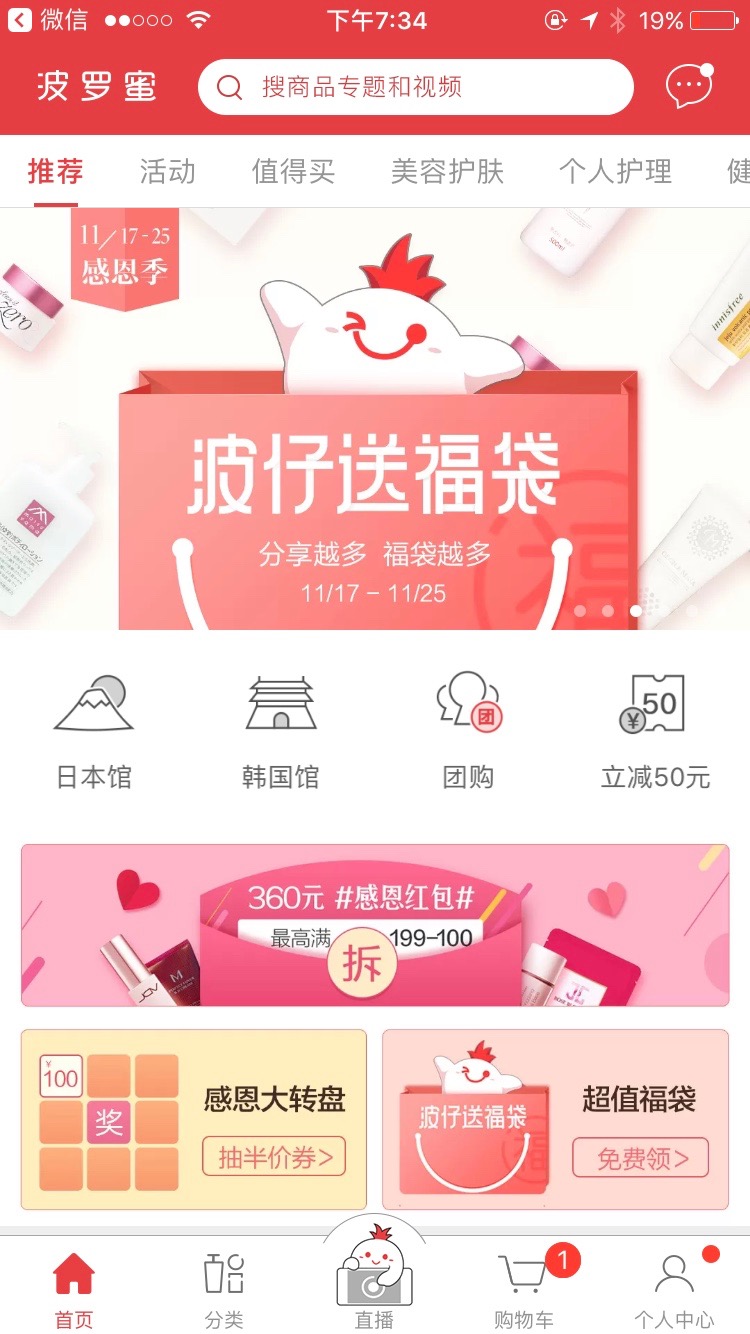 微信
下午7:34
19%
波罗蜜
搜商品专题和视频
推荐
活动
值得买
美容护肤
个人护理
健
11/17-25
感恩季
zero
500ml
innisfree
波仔送福袋
分享越多 福袋越多
11/17 – 11/25
福
日本馆
韩国馆
团
团购
50
¥
立减50元
360元 #感恩红包#
最高满
199-100
拆
M
¥
100
奖
感恩大转盘
抽半价券>
波仔送福袋
福
超值福袋
免费领>
首页
分类
直播
1
购物车
个人中心